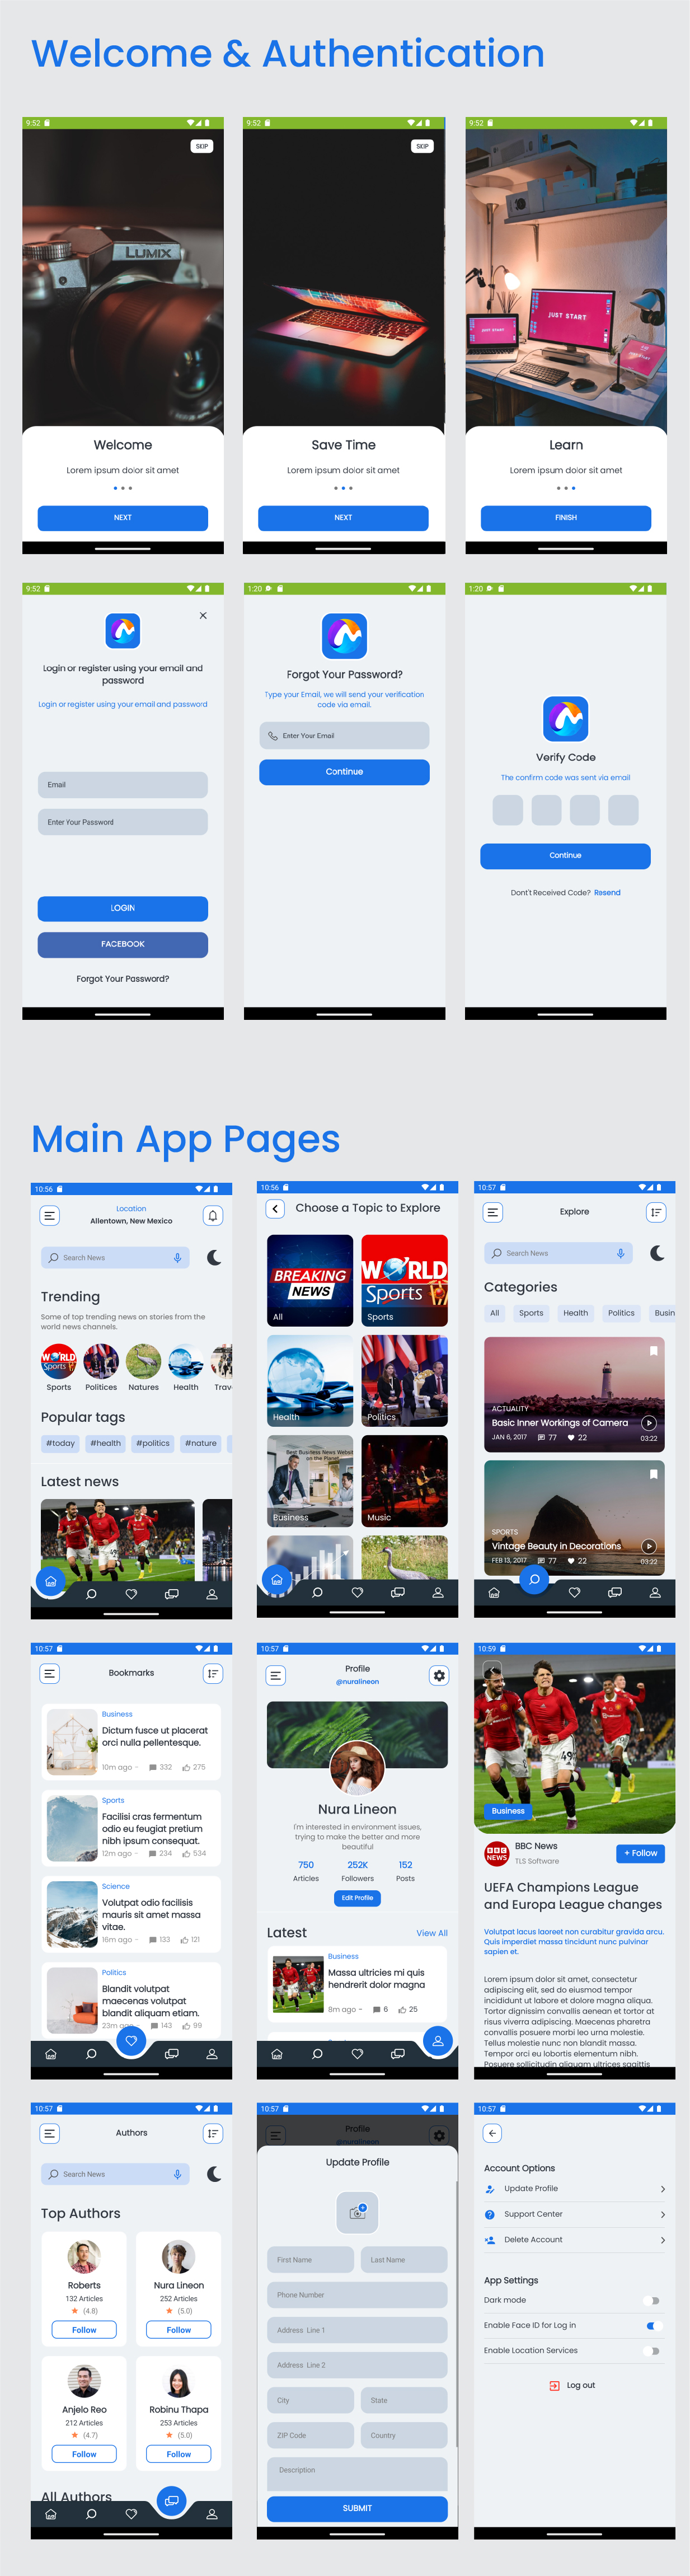 Welcome & Authentication
9:52
SKIP
LUMIX
Welcome
Lorem ipsum dolor sit amet
NEXT
9:52
SKIP
Save Time
Lorem ipsum dolor sit amet
NEXT
9:52
JUST START
JUST START
Learn
Lorem ipsum dolor sit amet
FINISH
9:52
Login or register using your email and
password
Login or register using your email and password
Email
Enter Your Password
LOGIN
FACEBOOK
Forgot Your Password?
1:20
Forgot Your Password?
Type your Email, we will send your verification
code via email.
Enter Your Email
Continue
1:20
Verify Code
The confirm code was sent via email
Continue
Don't Received Code? Resend
Main App Pages
10:56
Location
Allentown, New Mexico
Search News
Trending
Some of top trending news on stories from the
world news channels.
WORLD
Sports
Sports
Politices
Natures
Health
Trav
Popular tags
#today
#health
#politics
#nature
Latest news
10:56
Choose a Topic to Explore
BREAKING
NEWS
All
WORLD
Sports
Sports
Health
Politics
Best Business News Websit
on the Planet
Business
Music
10:57
Explore
Search News
Categories
All
Sports
Health
Politics
Busin
ACTUALITY
Basic Inner Workings of Camera
JAN 6, 2017 77 22
03:22
SPORTS
Vintage Beauty in Decorations
FEB 13, 2017 77 22
03:22
10:57
Bookmarks
Business
Dictum fusce ut placerat
orci nulla pellentesque.
10m ago - 332 275
Sports
Facilisi cras fermentum
odio eu feugiat pretium
nibh ipsum consequat.
12m ago - 234 534
Science
Volutpat odio facilisis
mauris sit amet massa
vitae.
16m ago - 133 121
Politics
Blandit volutpat
maecenas volutpat
blandit aliquam etiam.
23m ago 143 99
10:57
Profile
@nuralineon
Nura Lineon
I'm interested in environment issues,
trying to make the better and more
beautiful
750
252K
152
Articles
Followers
Posts
Edit Profile
Latest
View All
Business
Massa ultricies mi quis
hendrerit dolor magna
8m ago - 6 25
10:59
49
Business
BBC
NEWS
BBC News
TLS Software
+ Follow
UEFA Champions League
and Europa League changes
Volutpat lacus laoreet non curabitur gravida arcu.
Quis imperdiet massa tincidunt nunc pulvinar
sapien et.
Lorem ipsum dolor sit amet, consectetur
adipiscing elit, sed do eiusmod tempor
incididunt ut labore et dolore magna aliqua.
Tortor dignissim convallis aenean et tortor at
risus viverra adipiscing. Maecenas pharetra
convallis posuere morbi leo urna molestie.
Tellus molestie nunc non blandit massa.
Tempor orci eu lobortis elementum nibh.
Posuere sollicitudin aliquam ultrices sagittis
10:57
Authors
Search News
Top Authors
Roberts
132 Articles
(4.8)
Follow
Nura Lineon
252 Articles
(5.0)
Follow
Anjelo Reo
212 Articles
(4.7)
Follow
Robinu Thapa
253 Articles
(5.0)
Follow
All Authors
10:57
Profile
@nuralineon
Update Profile
First Name
Last Name
Phone Number
Address Line 1
Address Line 2
City
State
ZIP Code
Country
Description
SUBMIT
10:57
Account Options
Update Profile
Support Center
Delete Account
App Settings
Dark mode
Enable Face ID for Log in
Enable Location Services
Log out